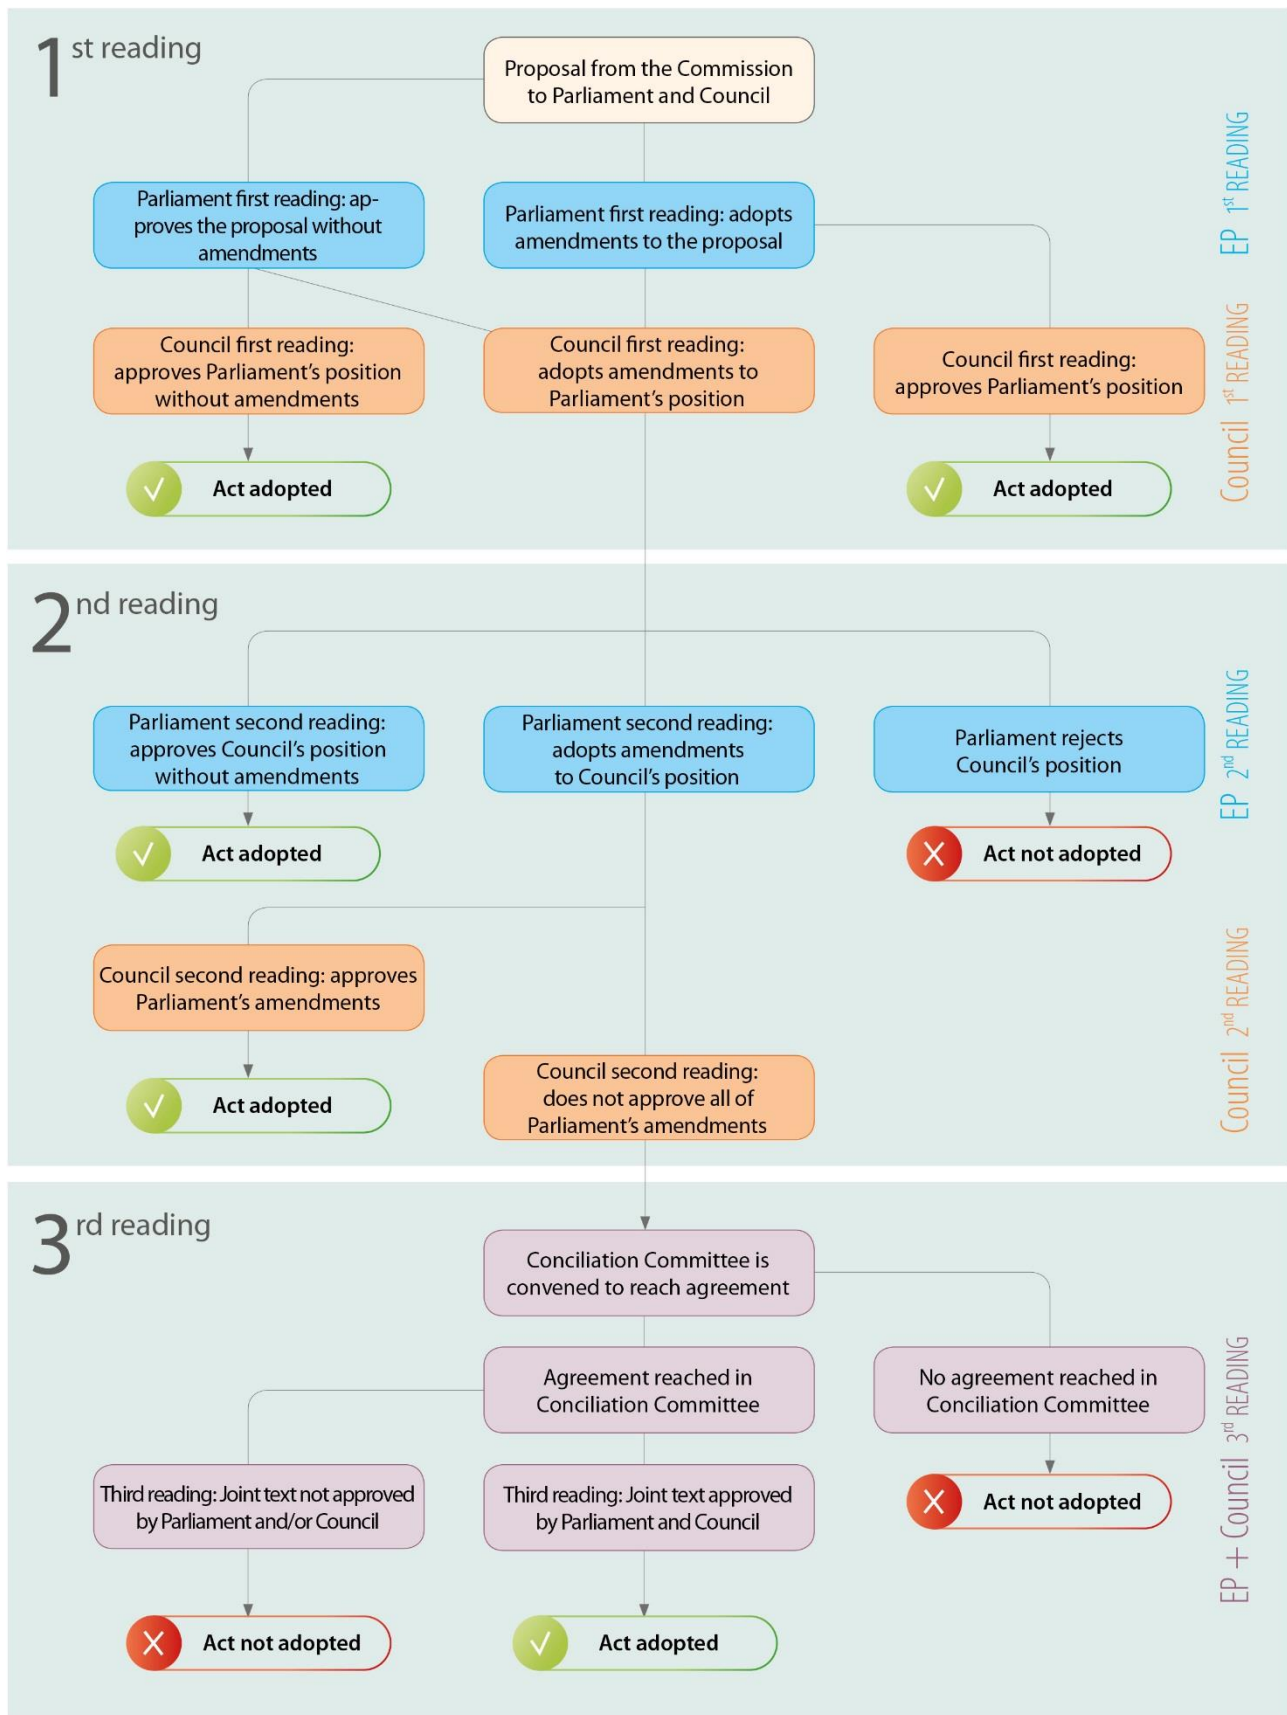 1st reading
Proposal from the Commission
to Parliament and Council
EP 1st READING
Parliament first reading: ap-
proves the proposal without
amendments
Parliament first reading: adopts
amendments to the proposal
Council 1st READING
Council first reading:
approves Parliament’s position
without amendments
Council first reading:
adopts amendments to
Parliament’s position
Council first reading:
approves Parliament’s position
Act adopted
Act adopted
2nd reading
EP 2nd READING
Parliament second reading:
approves Council’s position
without amendments
Parliament second reading:
adopts amendments
to Council’s position
Parliament rejects
Council’s position
Act adopted
Act not adopted
Council 2nd READING
Council second reading: approves
Parliament’s amendments
Act adopted
Council second reading:
does not approve all of
Parliament’s amendments
3rd reading
Conciliation Committee is
convened to reach agreement
EP + Council 3rd READING
Agreement reached in
Conciliation Committee
No agreement reached in
Conciliation Committee
Third reading: Joint text not approved
by Parliament and/or Council
Third reading: Joint text approved
by Parliament and Council
Act not adopted
Act not adopted
Act adopted